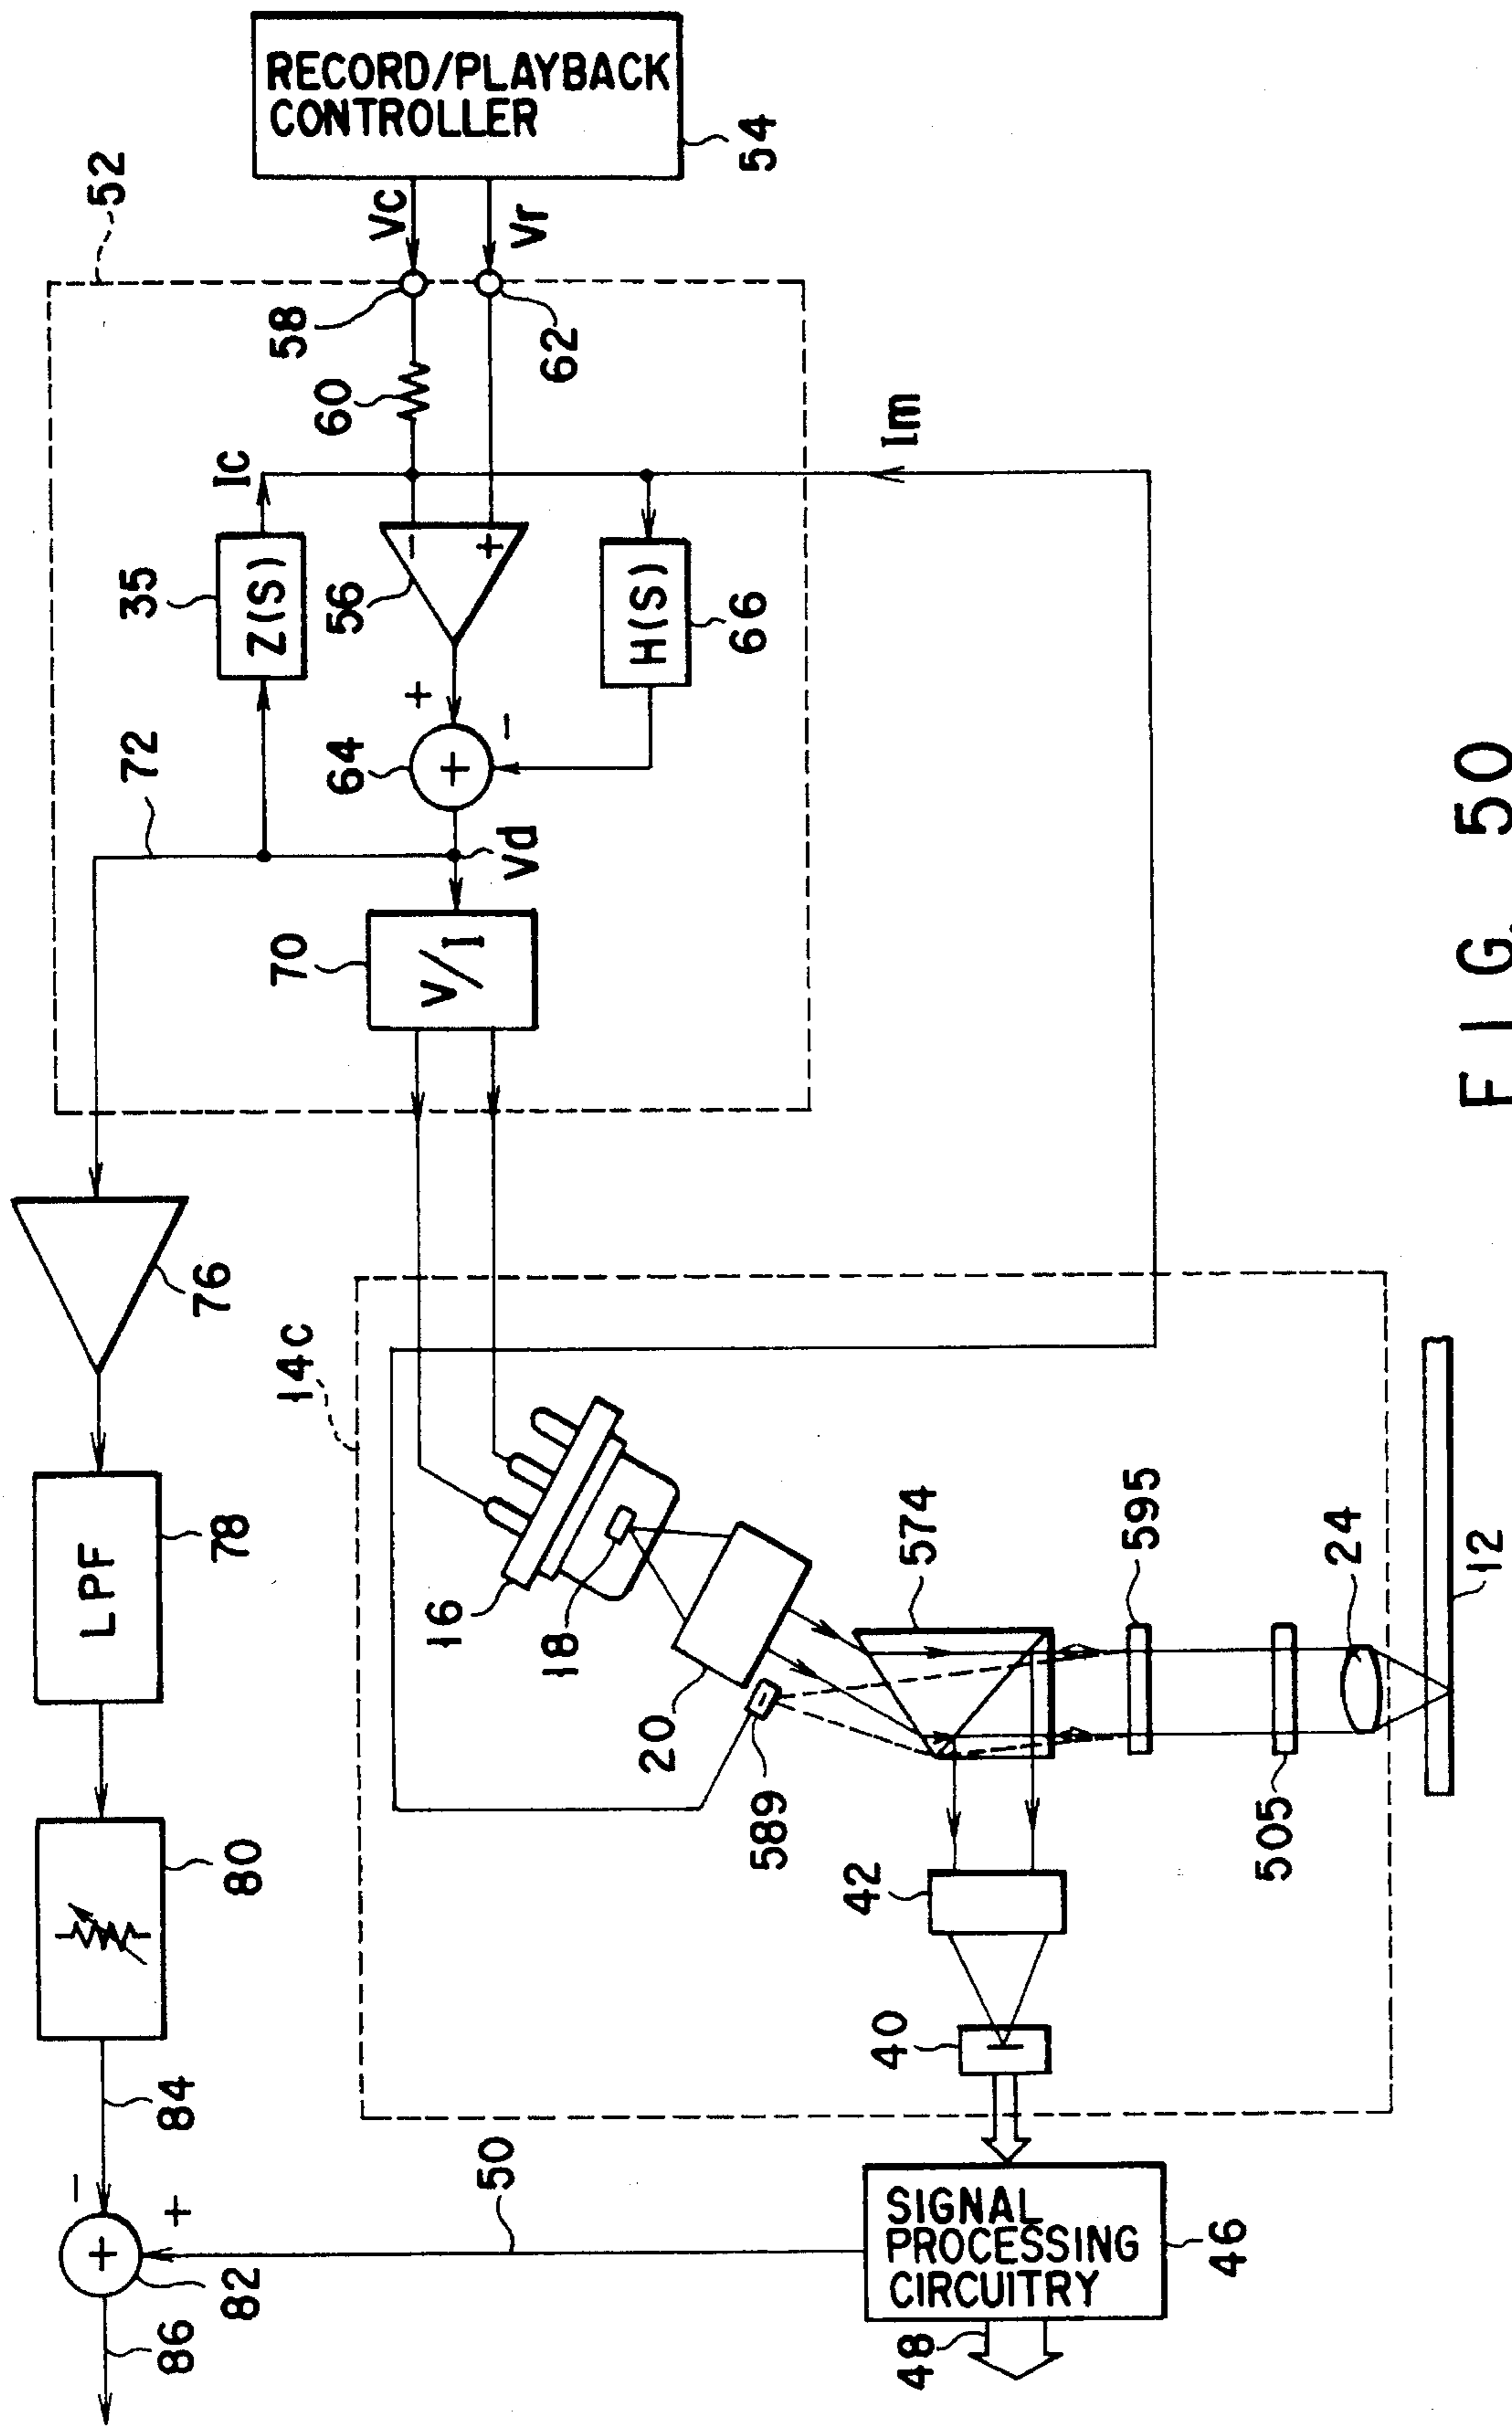 RECORD/PLAYBACK
CONTROLLER
54
52
Vc
Vr
58
62
60
Ic
Im
35
Z(S)
56
−
+
H(S)
66
+
−
64
+
72
Vd
70
V/I
76
14c
LPF
78
16
18
20
574
595
24
12
589
505
80
42
40
84
50
−
+
+
82
86
SIGNAL
PROCESSING
CIRCUITRY
46
48
FIG. 50